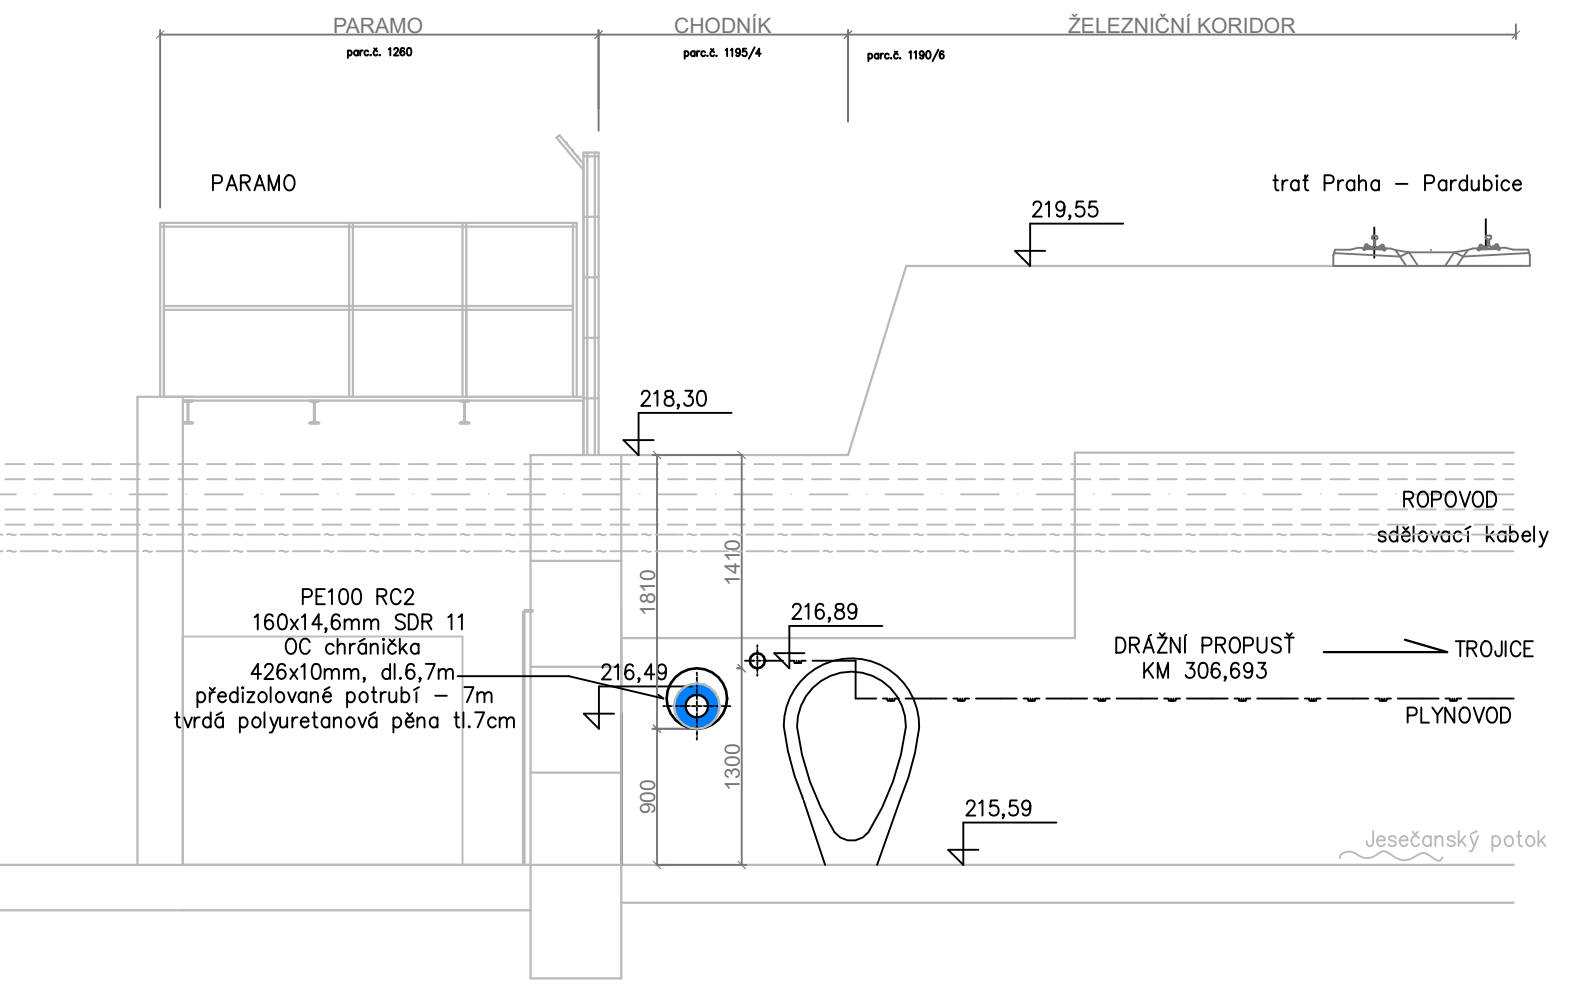 PARAMO
CHODNÍK
ŽELEZNIČNÍ KORIDOR
parc.č. 1260
parc.č. 1195/4
parc.č. 1190/6
PARAMO
trať Praha – Pardubice
219,55
218,30
ROPOVOD
sdělovací kabely
1410
1810
PE100 RC2
160x14,6mm SDR 11
OC chránička
426x10mm, dl.6,7m
předizolované potrubí – 7m
tvrdá polyuretanová pěna tl.7cm
216,49
216,89
DRÁŽNÍ PROPUSŤ
KM 306,693
TROJICE
PLYNOVOD
1300
900
215,59
Jesečanský potok